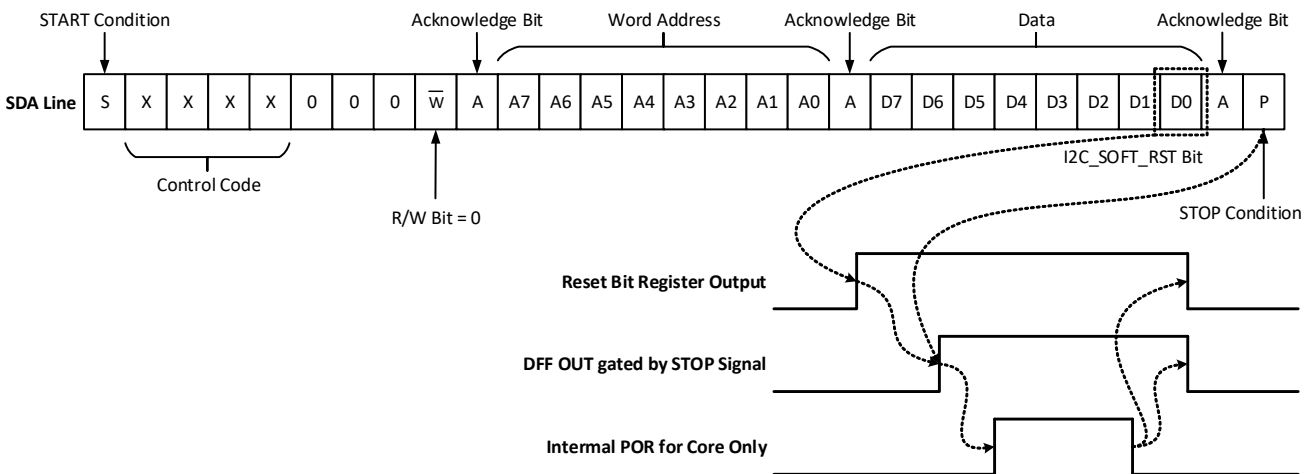 START Condition Acknowledge Bit Word Address Acknowledge Bit Data Acknowledge Bit
SDA Line S X X X X 0 0 0 W̅ A A7 A6 A5 A4 A3 A2 A1 A0 A D7 D6 D5 D4 D3 D2 D1 D0 A P
I2C_SOFT_RST Bit
Control Code
R/W Bit = 0 STOP Condition
Reset Bit Register Output
DFF OUT gated by STOP Signal
Internal POR for Core Only